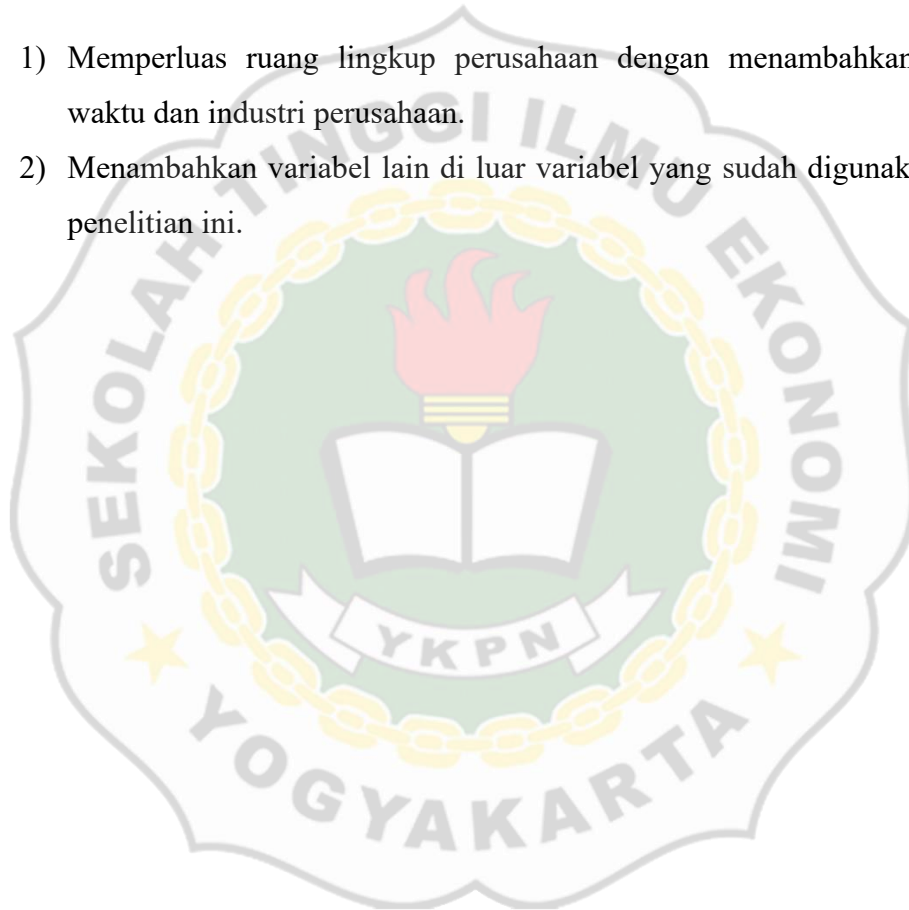 1) Memperluas ruang lingkup perusahaan dengan menambahkan
waktu dan industri perusahaan.
2) Menambahkan variabel lain di luar variabel yang sudah
penelitian ini.
SEKOLAH TINGGI ILMU EKONOMI
YKPN
YOGYAKARTA